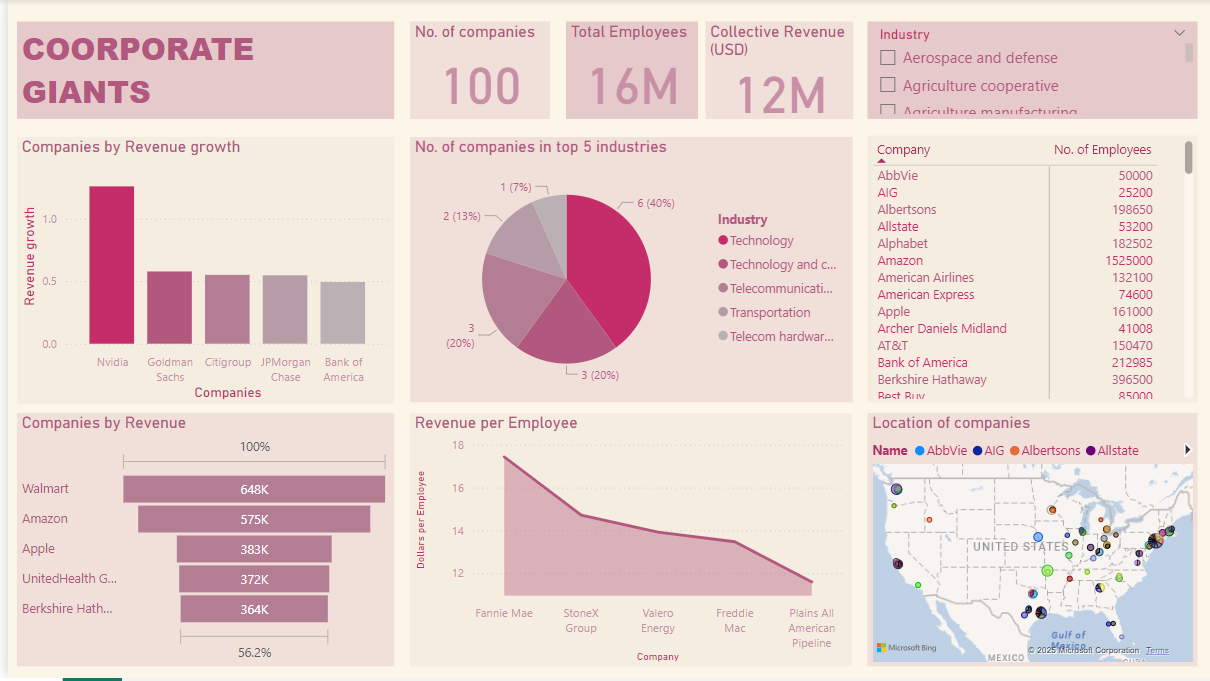 COORPORATE
GIANTS
No. of companies
100
Total Employees
16M
Collective Revenue
(USD)
12M
Industry
Aerospace and defense
Agriculture cooperative
Agriculture manufacturing
Companies by Revenue growth
Revenue growth
1.0
0.5
0.0
Nvidia
Goldman
Sachs
Citigroup
JPMorgan
Chase
Bank of
America
Companies
No. of companies in top 5 industries
1 (7%)
6 (40%)
2 (13%)
3
(20%)
3 (20%)
Industry
Technology
Technology and c...
Telecommunicati...
Transportation
Telecom hardwar...
Company No. of Employees
AbbVie 50000
AIG 25200
Albertsons 198650
Allstate 53200
Alphabet 182502
Amazon 1525000
American Airlines 132100
American Express 74600
Apple 161000
Archer Daniels Midland 41008
AT&T 150470
Bank of America 212985
Berkshire Hathaway 396500
Best Buy 85000
Companies by Revenue
100%
Walmart 648K
Amazon 575K
Apple 383K
UnitedHealth G... 372K
Berkshire Hath... 364K
56.2%
Revenue per Employee
Dollars per Employee
18
16
14
12
Fannie Mae
StoneX
Group
Valero
Energy
Freddie
Mac
Plains All
American
Pipeline
Company
Location of companies
Name AbbVie AIG Albertsons Allstate
UNITED STATES
Gulf of
Mexico
MEXICO
CUBA
Microsoft Bing
© 2025 Microsoft Corporation Terms